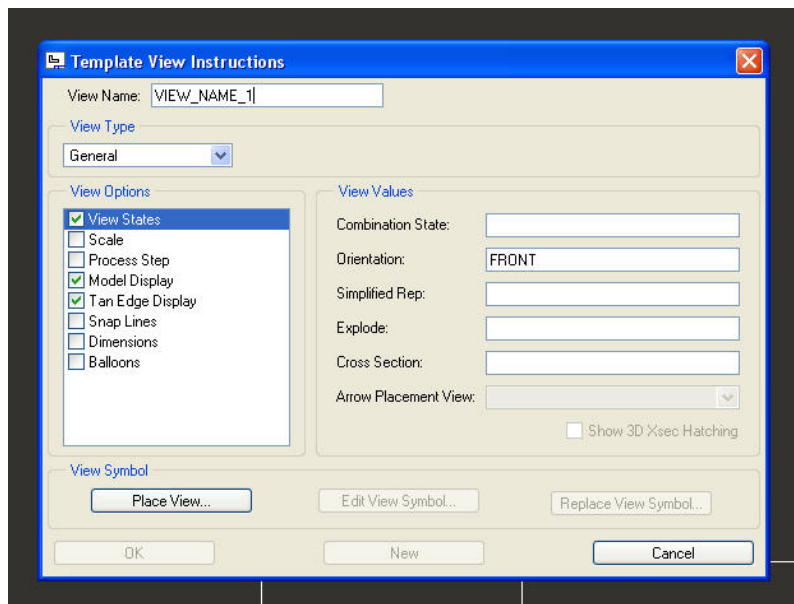 Template View Instructions
View Name: VIEW_NAME_1
View Type
General
View Options
View States
Scale
Process Step
Model Display
Tan Edge Display
Snap Lines
Dimensions
Balloons
View Values
Combination State:
Orientation: FRONT
Simplified Rep:
Explode:
Cross Section:
Arrow Placement View:
Show 3D Xsec Hatching
View Symbol
Place View... Edit View Symbol... Replace View Symbol...
OK New Cancel